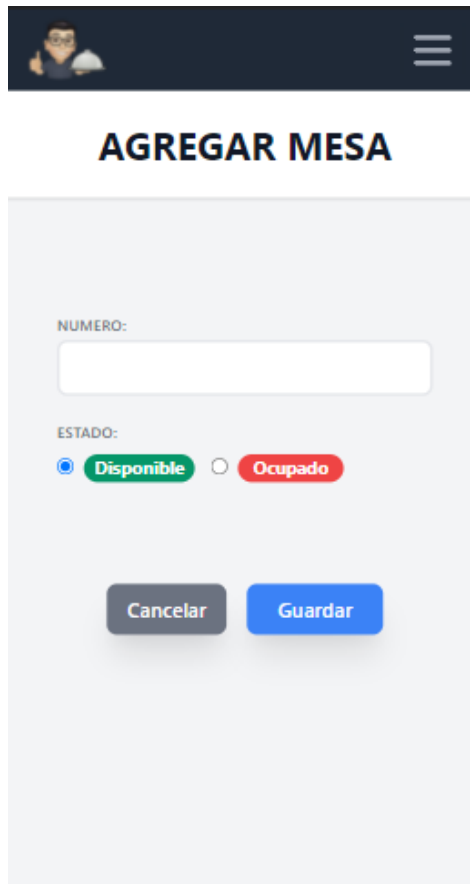 AGREGAR MESA
NUMERO:
ESTADO:
Disponible Ocupado
Cancelar Guardar